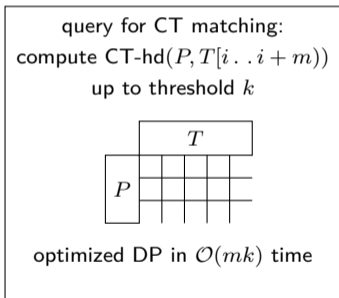 query for CT matching:
compute CT-hd(P, T[i . . i + m))
up to threshold k
T
P
optimized DP in O(mk) time